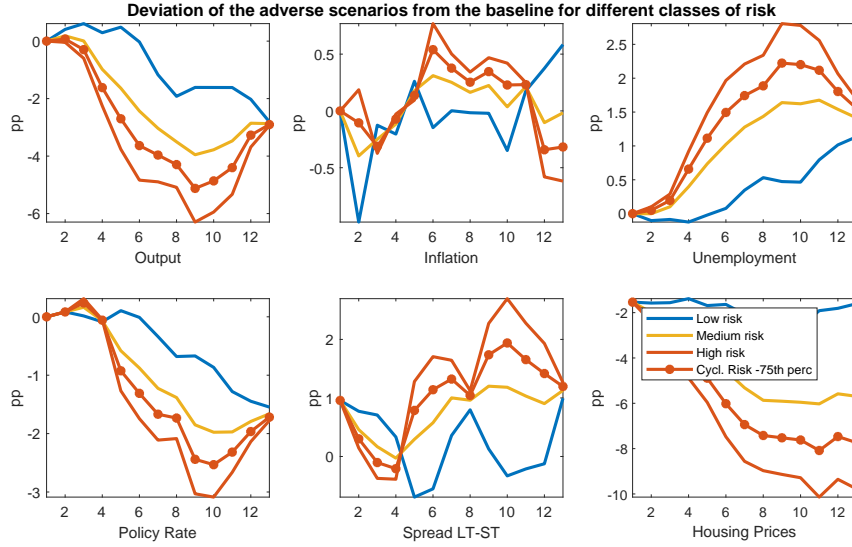 Deviation of the adverse scenarios from the baseline for different classes of risk
0
-2
-4
-6
pp
2 4 6 8 10 12
Output
0.5
0
-0.5
pp
2 4 6 8 10 12
Inflation
2.5
2
1.5
1
0.5
0
pp
2 4 6 8 10 12
Unemployment
0
-1
-2
-3
pp
2 4 6 8 10 12
Policy Rate
2
1
0
pp
2 4 6 8 10 12
Spread LT-ST
-2
-4
-6
-8
-10
pp
2 4 6 8 10 12
Housing Prices
Low risk
Medium risk
High risk
Cycl. Risk -75th perc